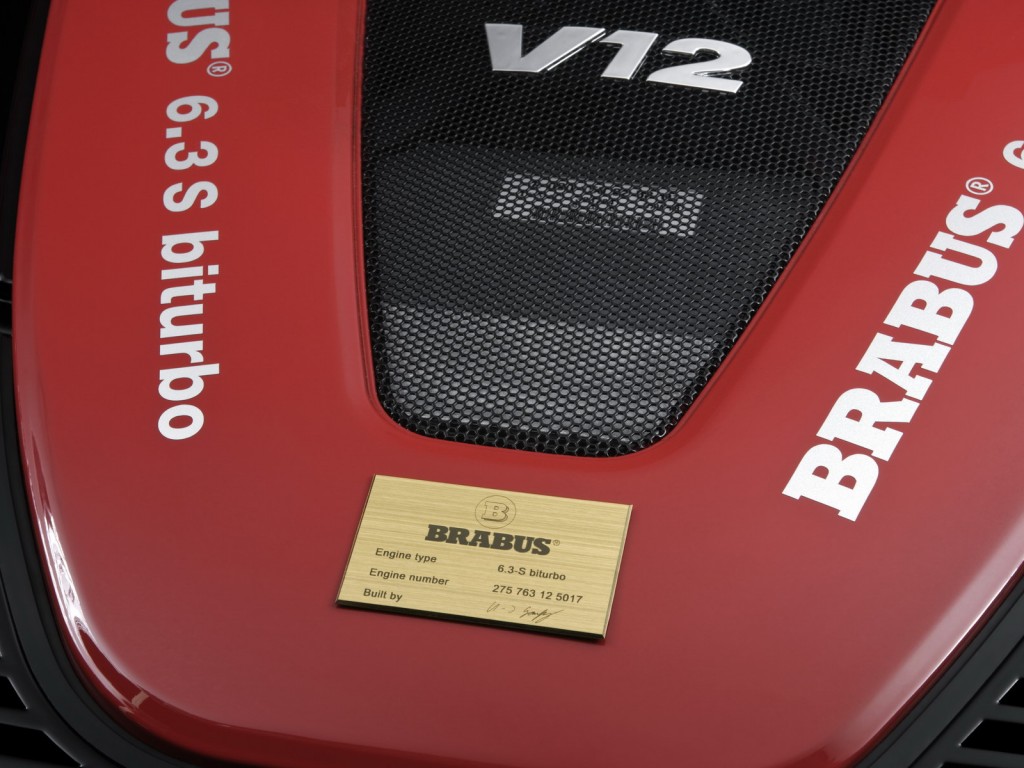 V12
BUS® 6.3 S biturbo
BRABUS® 6
B
BRABUS®
Engine type 6.3-S biturbo
Engine number 275 763 12 5017
Built by